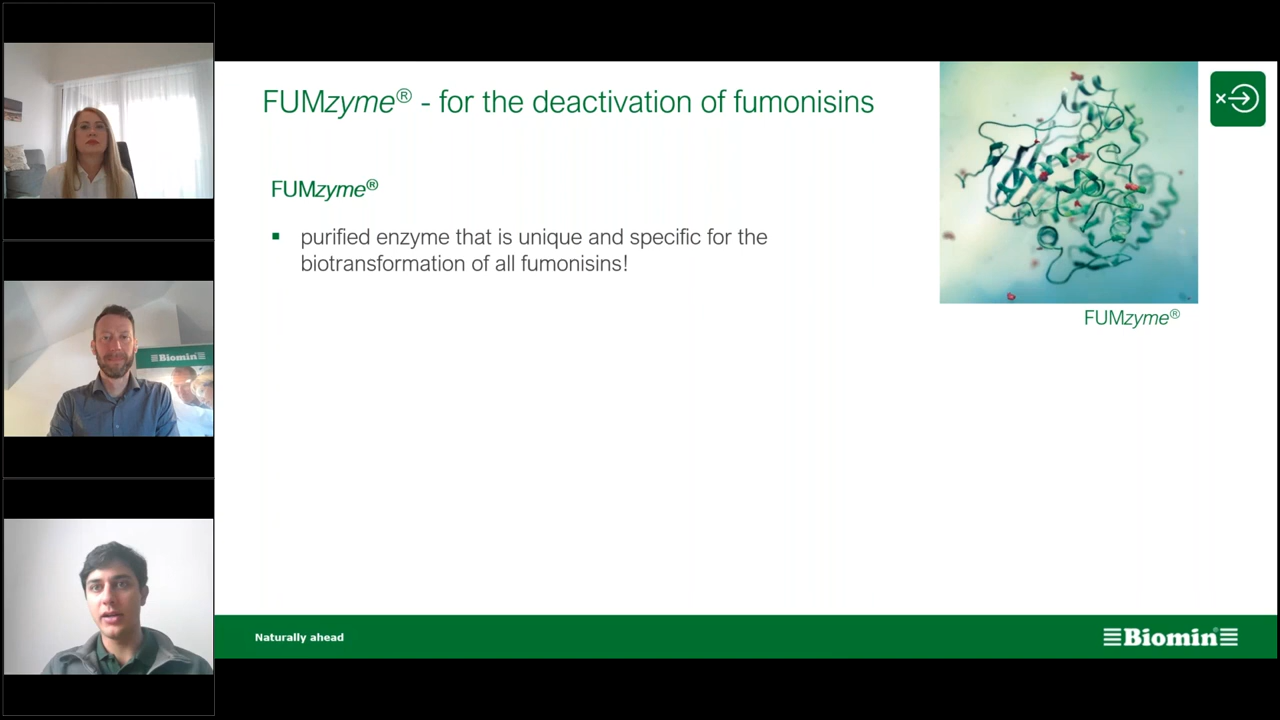 FUMzyme® - for the deactivation of fumonisins
FUMzyme®
▪ purified enzyme that is unique and specific for the
biotransformation of all fumonisins!
FUMzyme®
Biomin
Naturally ahead
Biomin®